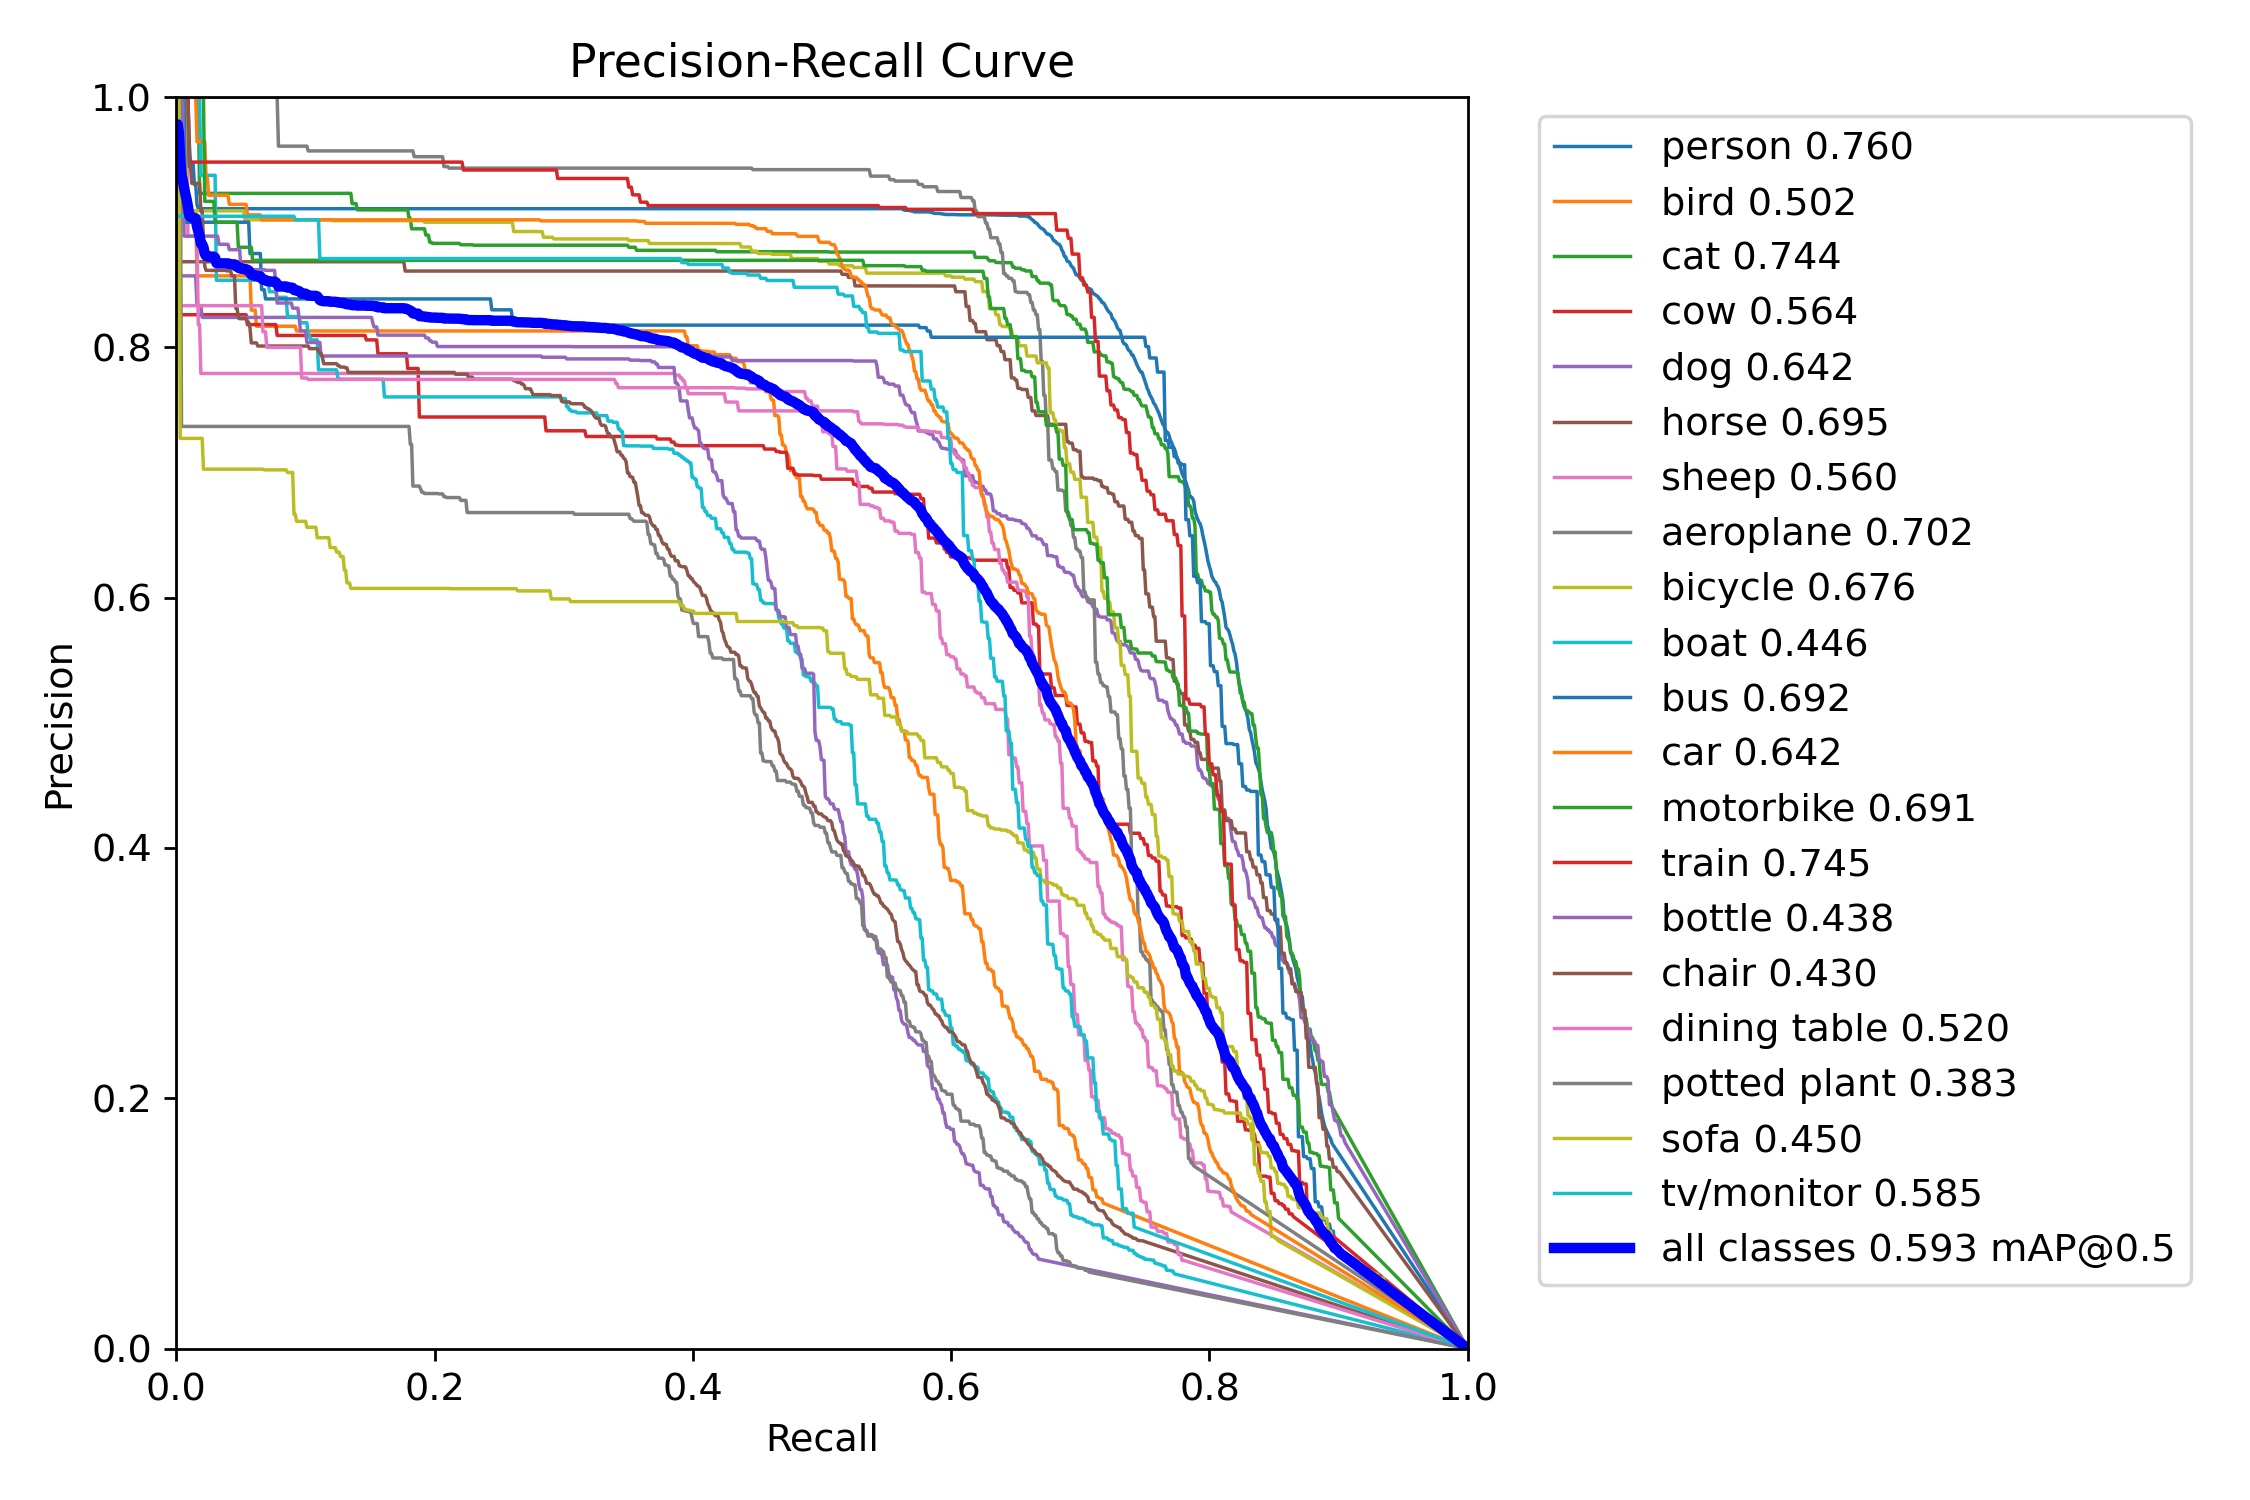 Precision-Recall Curve
1.0
0.8
0.6
0.4
0.2
0.0
Precision
0.0 0.2 0.4 0.6 0.8 1.0
Recall
person 0.760
bird 0.502
cat 0.744
cow 0.564
dog 0.642
horse 0.695
sheep 0.560
aeroplane 0.702
bicycle 0.676
boat 0.446
bus 0.692
car 0.642
motorbike 0.691
train 0.745
bottle 0.438
chair 0.430
dining table 0.520
potted plant 0.383
sofa 0.450
tv/monitor 0.585
all classes 0.593 mAP@0.5